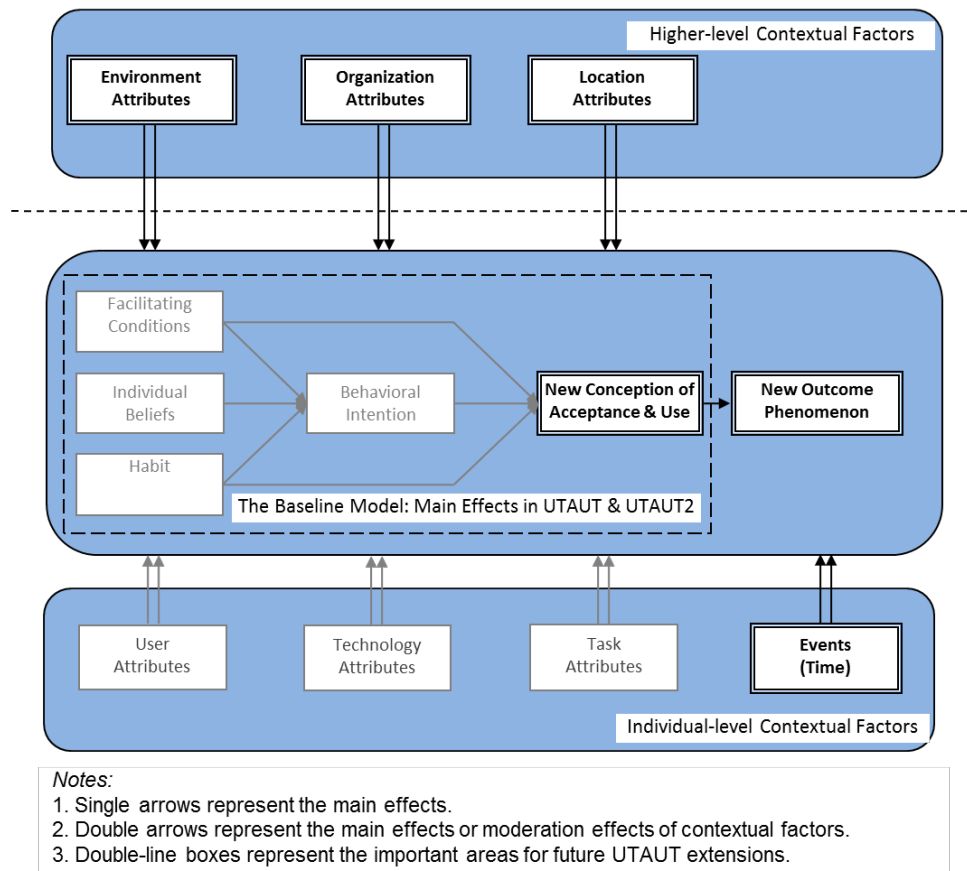 Higher-level Contextual Factors
Environment
Attributes
Organization
Attributes
Location
Attributes
Facilitating
Conditions
Individual
Beliefs
Habit
Behavioral
Intention
New Conception of
Acceptance & Use
New Outcome
Phenomenon
The Baseline Model: Main Effects in UTAUT & UTAUT2
User
Attributes
Technology
Attributes
Task
Attributes
Events
(Time)
Individual-level Contextual Factors
Notes:
1. Single arrows represent the main effects.
2. Double arrows represent the main effects or moderation effects of contextual factors.
3. Double-line boxes represent the important areas for future UTAUT extensions.